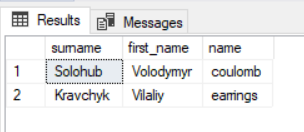 Results Messages
surname first_name name
1 Solohub Volodymyr coulomb
2 Kravchyk Vilaliy earrings